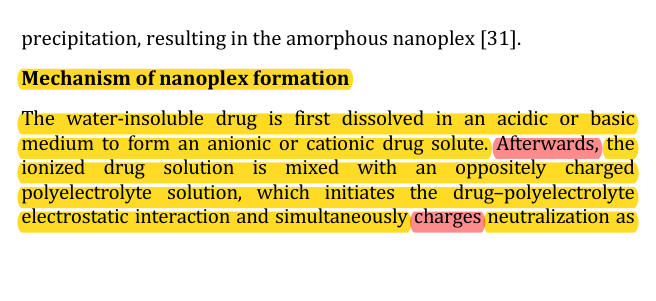 precipitation, resulting in the amorphous nanoplex [31].
Mechanism of nanoplex formation
The water-insoluble drug is first dissolved in an acidic or basic
medium to form an anionic or cationic drug solute. Afterwards, the
ionized drug solution is mixed with an oppositely charged
polyelectrolyte solution, which initiates the drug–polyelectrolyte
electrostatic interaction and simultaneously charges neutralization as